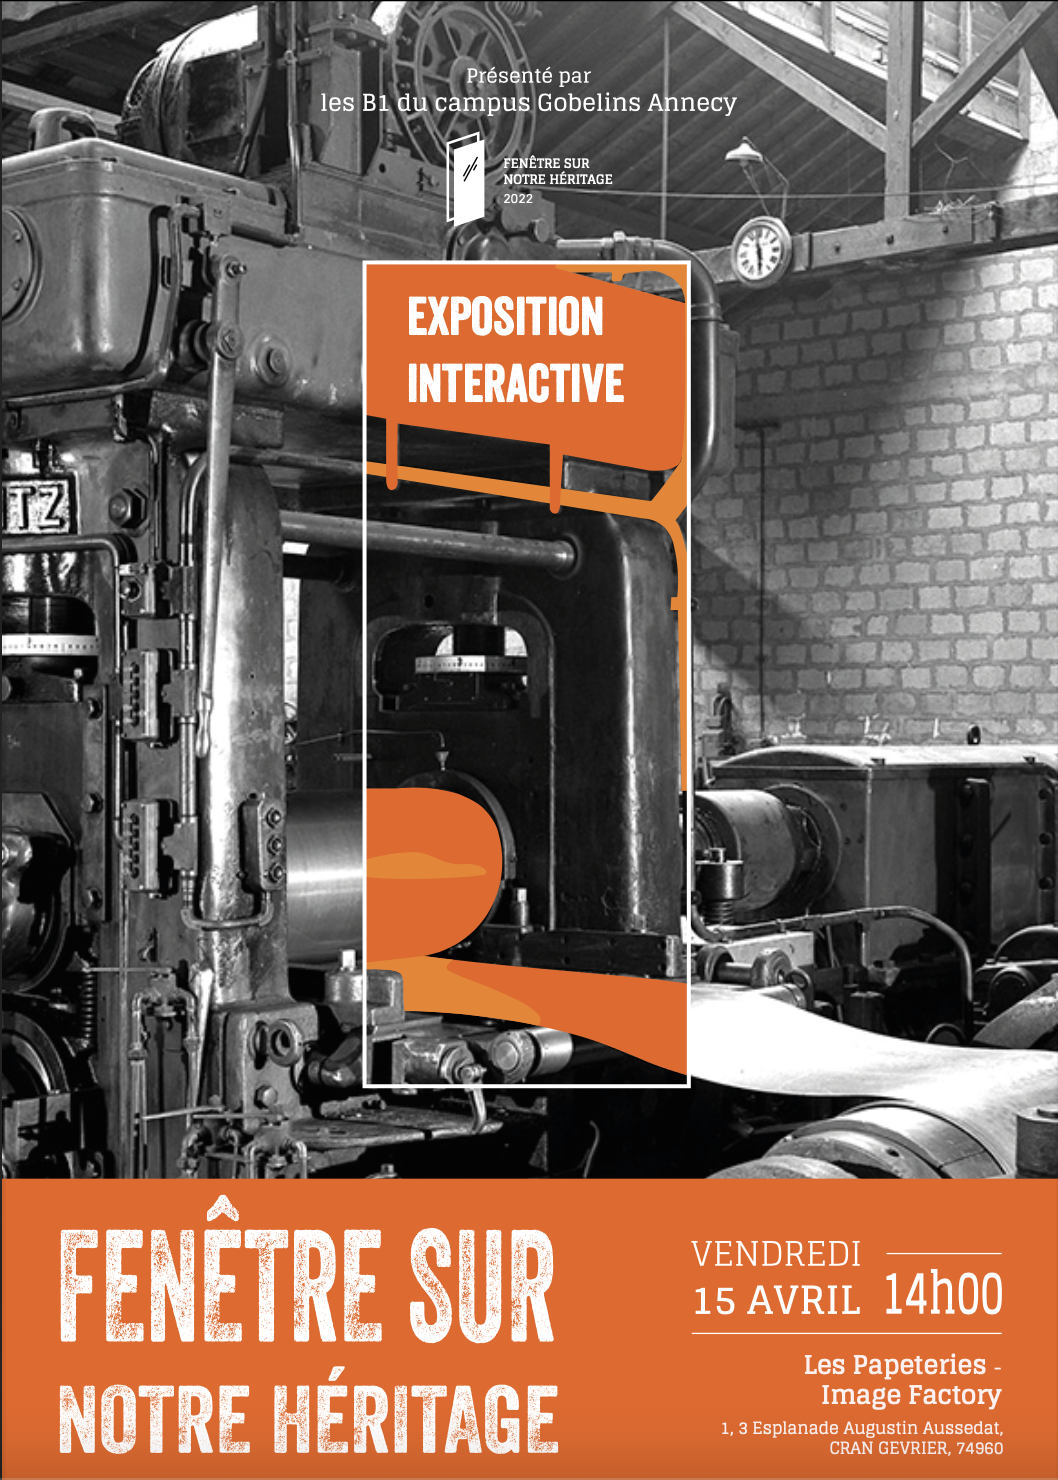 Présenté par
les B1 du campus Gobelins Annecy
FENÊTRE SUR
NOTRE HÉRITAGE
2022
EXPOSITION
INTERACTIVE
TZ
FENÊTRE SUR
NOTRE HÉRITAGE
VENDREDI
15 AVRIL 14h00
Les Papeteries -
Image Factory
1, 3 Esplanade Augustin Aussedat,
CRAN GEVRIER, 74960